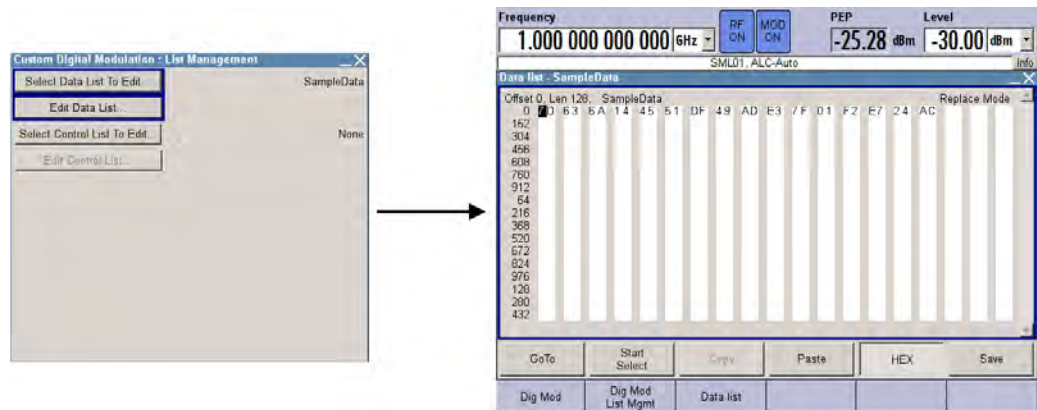 Custom Digital Modulation : List Management
Select Data List To Edit...
SampleData
Edit Data List...
Select Control List To Edit...
None
Edit Control List...
Frequency
1.000 000 000 000 GHz
RF ON
MOD ON
PEP
-25.28 dBm
Level
-30.00 dBm
SML01, ALC-Auto
Info
Data list - SampleData
Offset 0, Len 128, SampleData
Replace Mode
0 7D 63 6A 14 45 51 DF 49 AD E3 7F 01 F2 E7 24 AC
152
304
456
608
760
912
64
216
368
520
672
824
976
128
280
432
GoTo
Start
Select
Copy
Paste
HEX
Save
Dig Mod
Dig Mod
List Mgmt
Data list